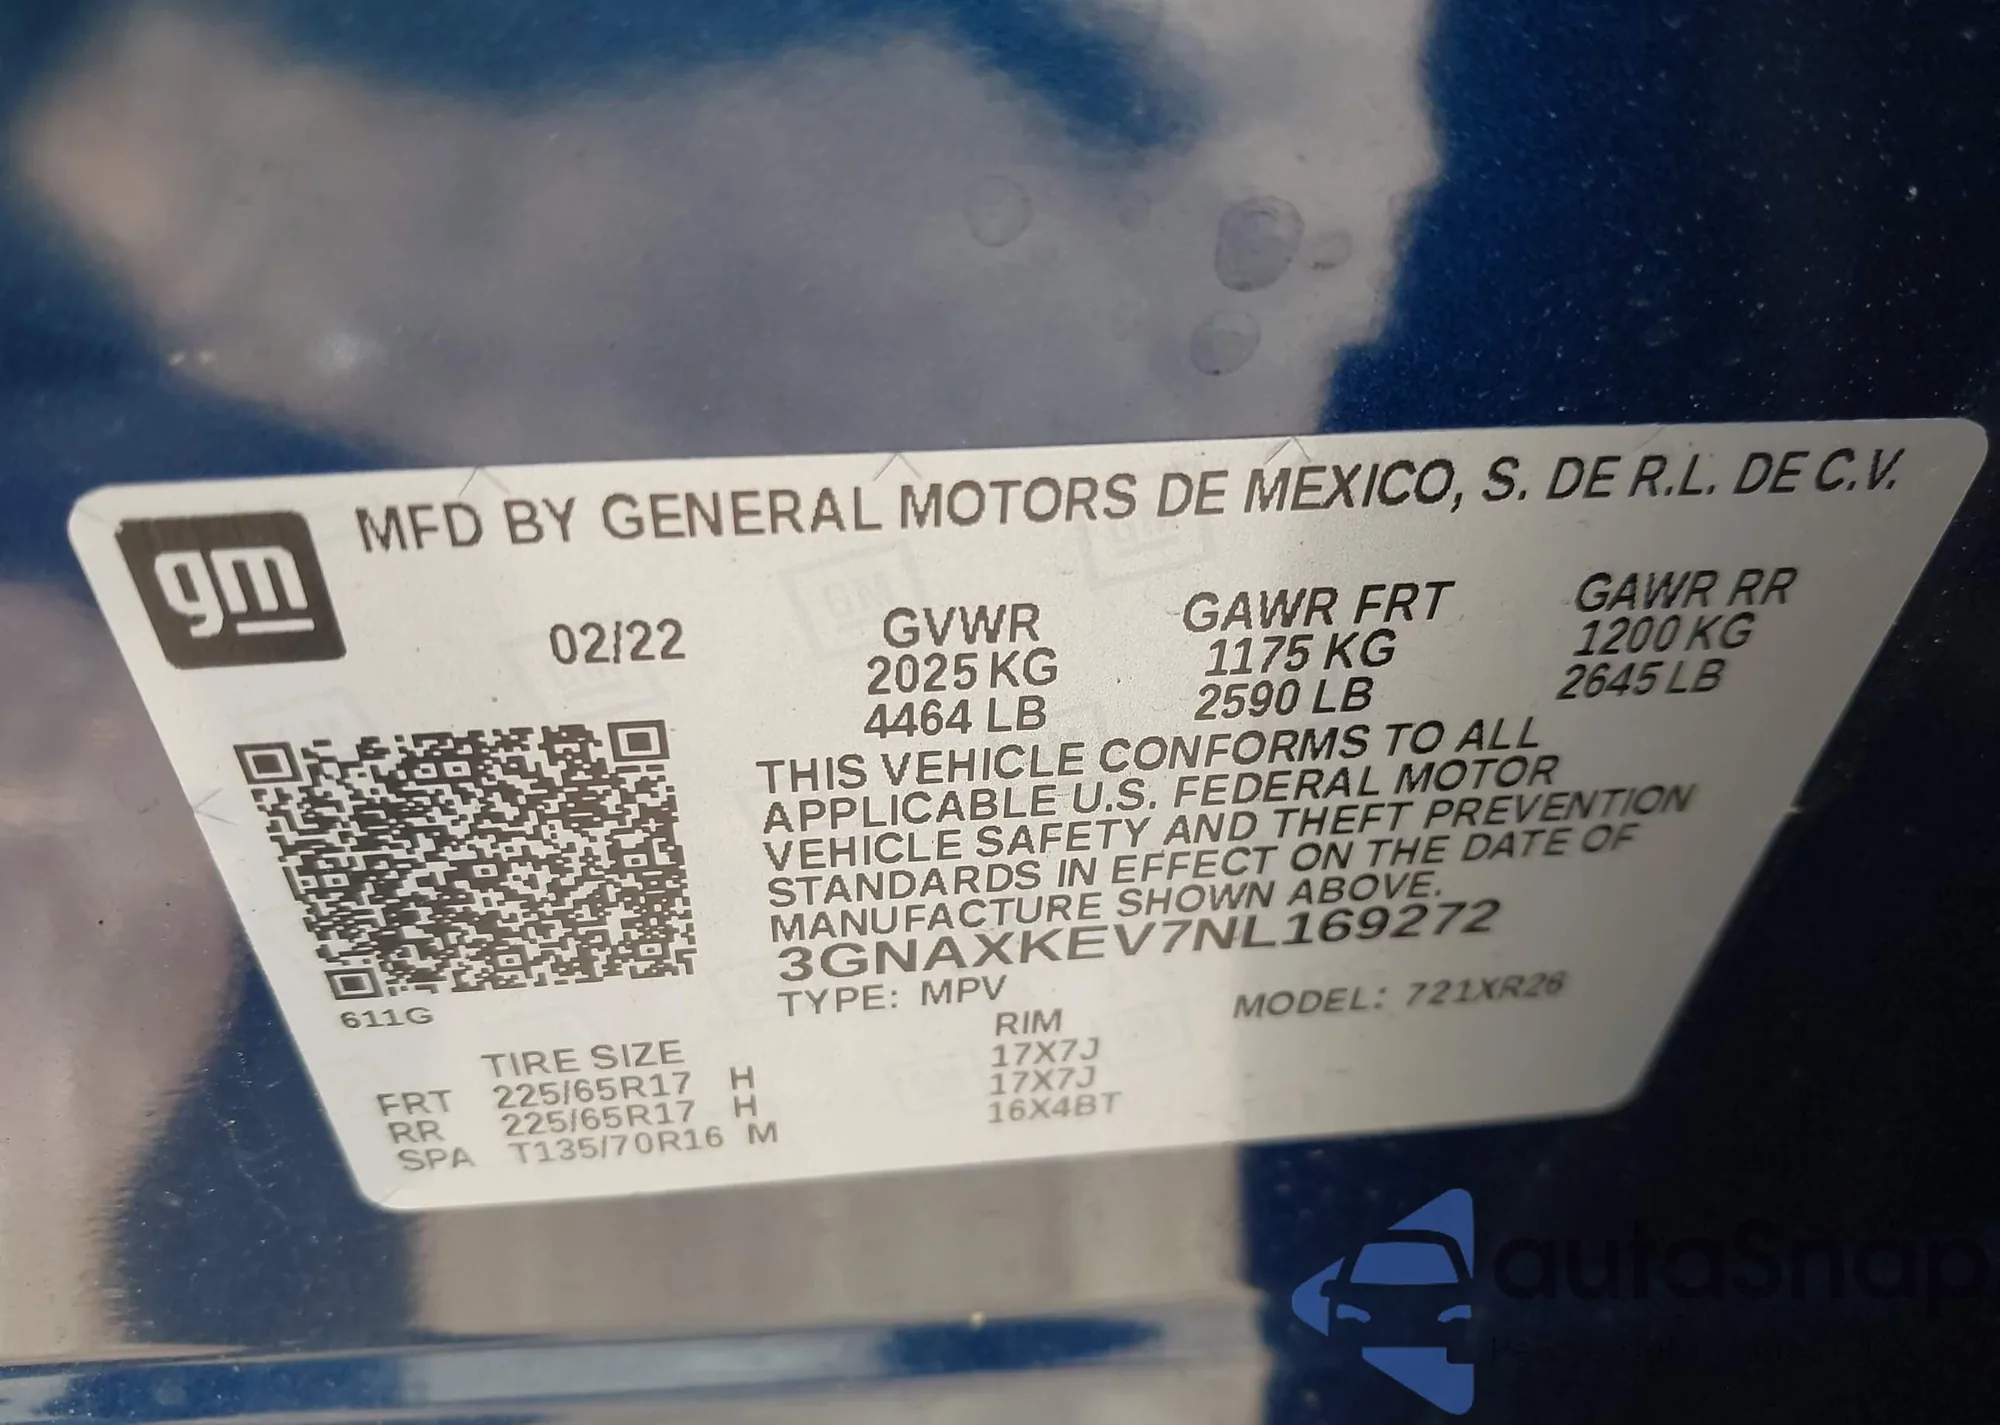 gm
MFD BY GENERAL MOTORS DE MEXICO, S. DE R.L. DE C.V.
02/22
GVWR GAWR FRT GAWR RR
2025 KG 1175 KG 1200 KG
4464 LB 2590 LB 2645 LB
THIS VEHICLE CONFORMS TO ALL
APPLICABLE U.S. FEDERAL MOTOR
VEHICLE SAFETY AND THEFT PREVENTION
STANDARDS IN EFFECT ON THE DATE OF
MANUFACTURE SHOWN ABOVE.
3GNAXKEV7NL169272
TYPE: MPV MODEL: 721XR26
611G
TIRE SIZE RIM
FRT 225/65R17 H 17X7J
RR 225/65R17 H 17X7J
SPA T135/70R16 M 16X4BT
autoSnap